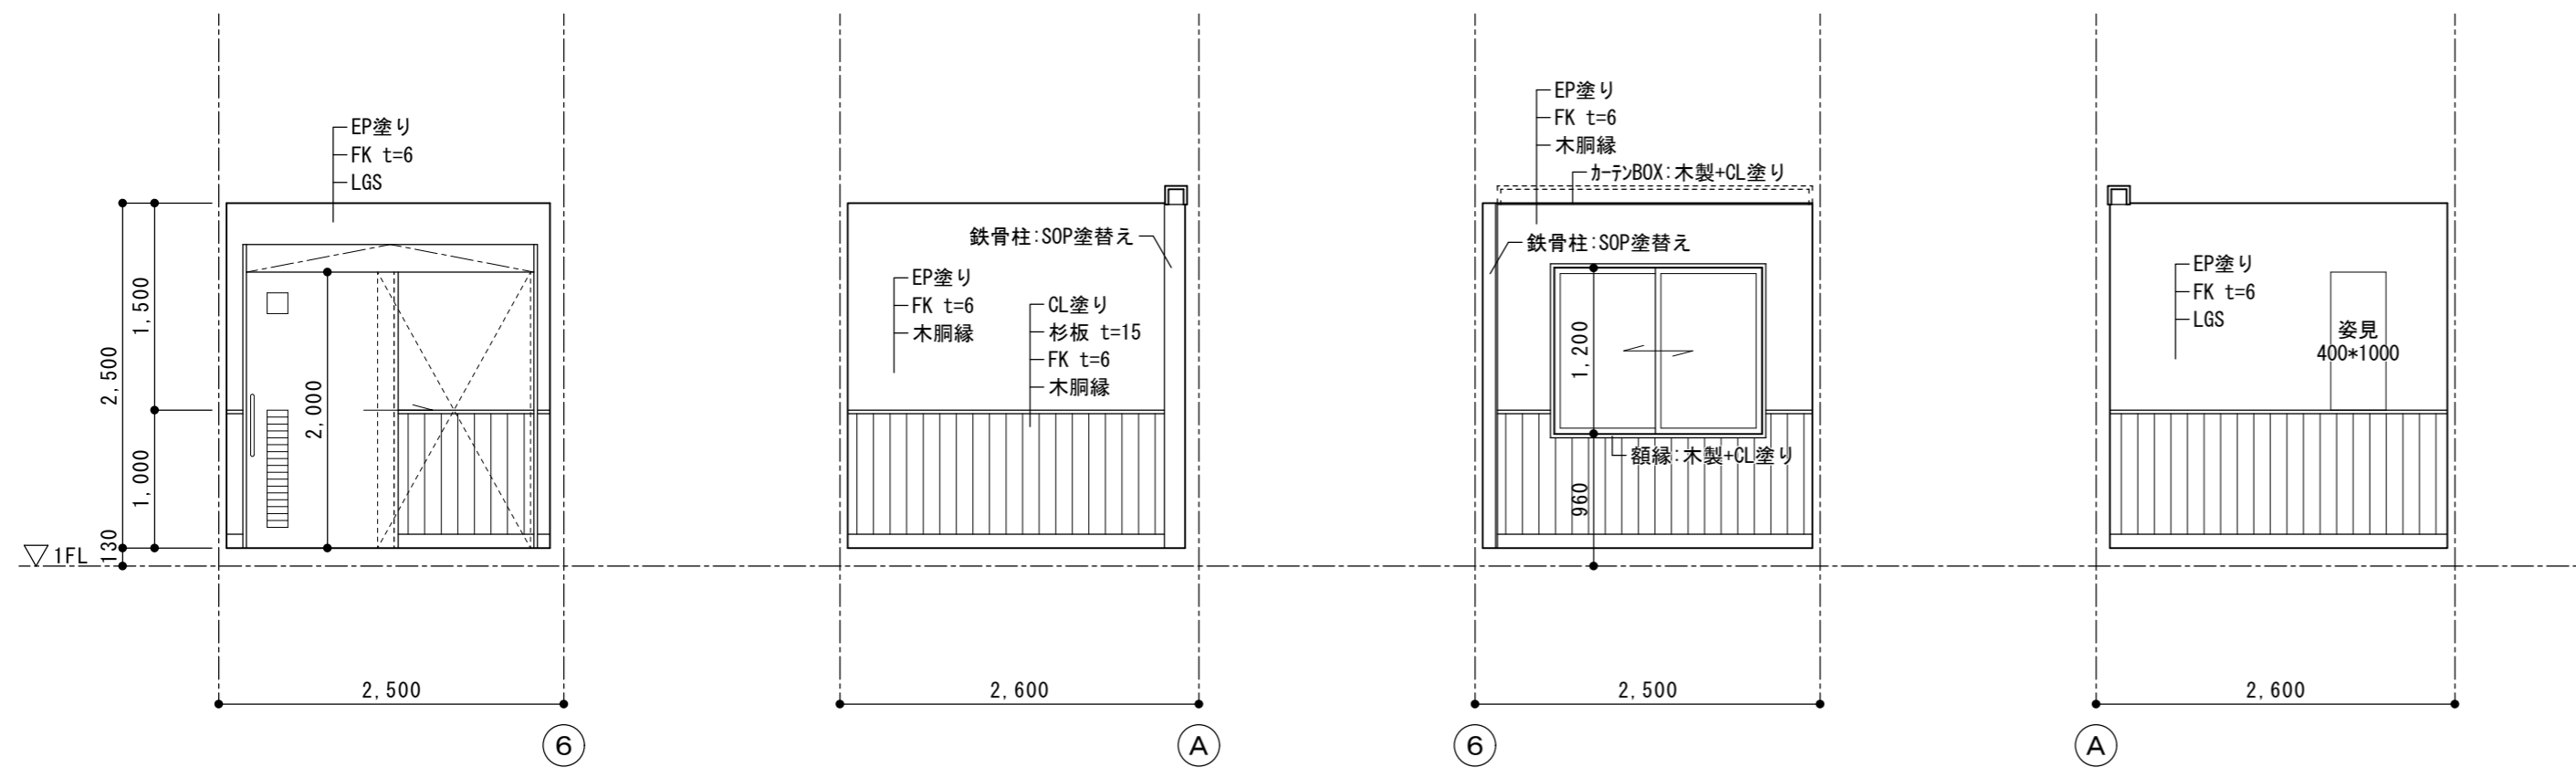 EP塗り
FK t=6
LGS
2,500
1,500
1,000
130
2,000
1FL
2,500
6
鉄骨柱:SOP塗替え
EP塗り
FK t=6
木胴縁
CL塗り
杉板 t=15
FK t=6
木胴縁
2,600
A
EP塗り
FK t=6
木胴縁
カーテンBOX:木製+CL塗り
鉄骨柱:SOP塗替え
1,200
額縁:木製+CL塗り
960
2,500
6
EP塗り
FK t=6
LGS
姿見
400*1000
2,600
A